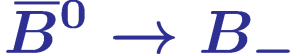 B̅⁰ → B₋